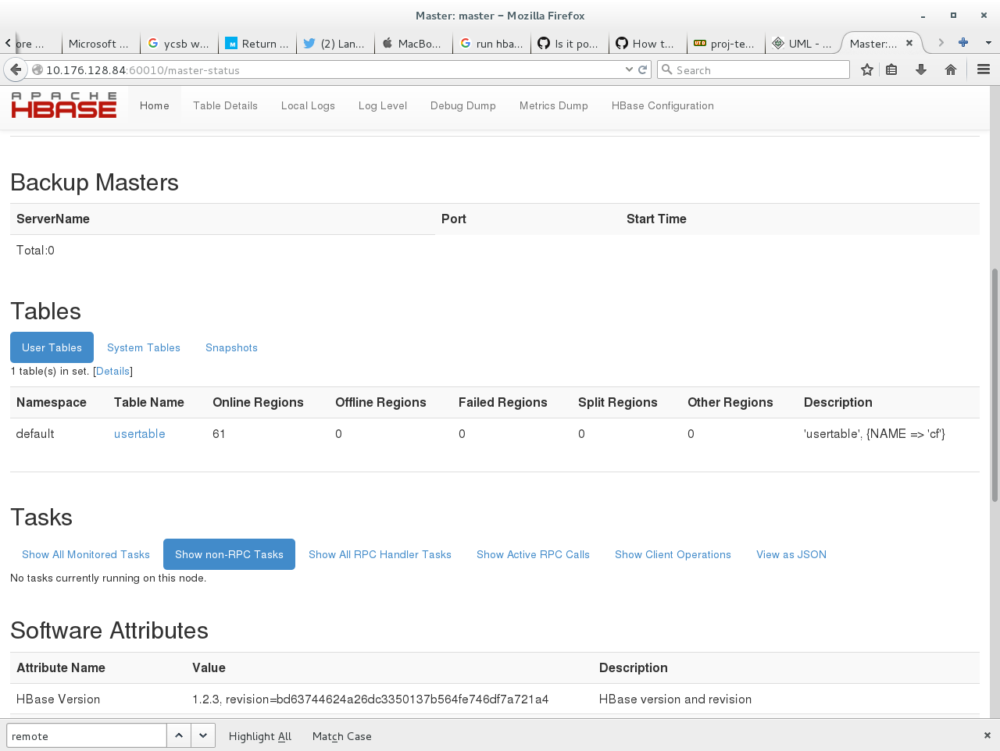 Master: master – Mozilla Firefox
ore ... Microsoft ... ycsb w... Return ... (2) Lan... MacBo... run hba... Is it po... How t... proj-te... UML - ... Master:...
10.176.128.84:60010/master-status Search
APACHE HBASE Home Table Details Local Logs Log Level Debug Dump Metrics Dump HBase Configuration
Backup Masters
ServerName Port Start Time
Total:0
Tables
User Tables System Tables Snapshots
1 table(s) in set. [Details]
Namespace Table Name Online Regions Offline Regions Failed Regions Split Regions Other Regions Description
default usertable 61 0 0 0 0 'usertable', {NAME => 'cf'}
Tasks
Show All Monitored Tasks Show non-RPC Tasks Show All RPC Handler Tasks Show Active RPC Calls Show Client Operations View as JSON
No tasks currently running on this node.
Software Attributes
Attribute Name Value Description
HBase Version 1.2.3, revision=bd63744624a26dc3350137b564fe746df7a721a4 HBase version and revision
remote Highlight All Match Case